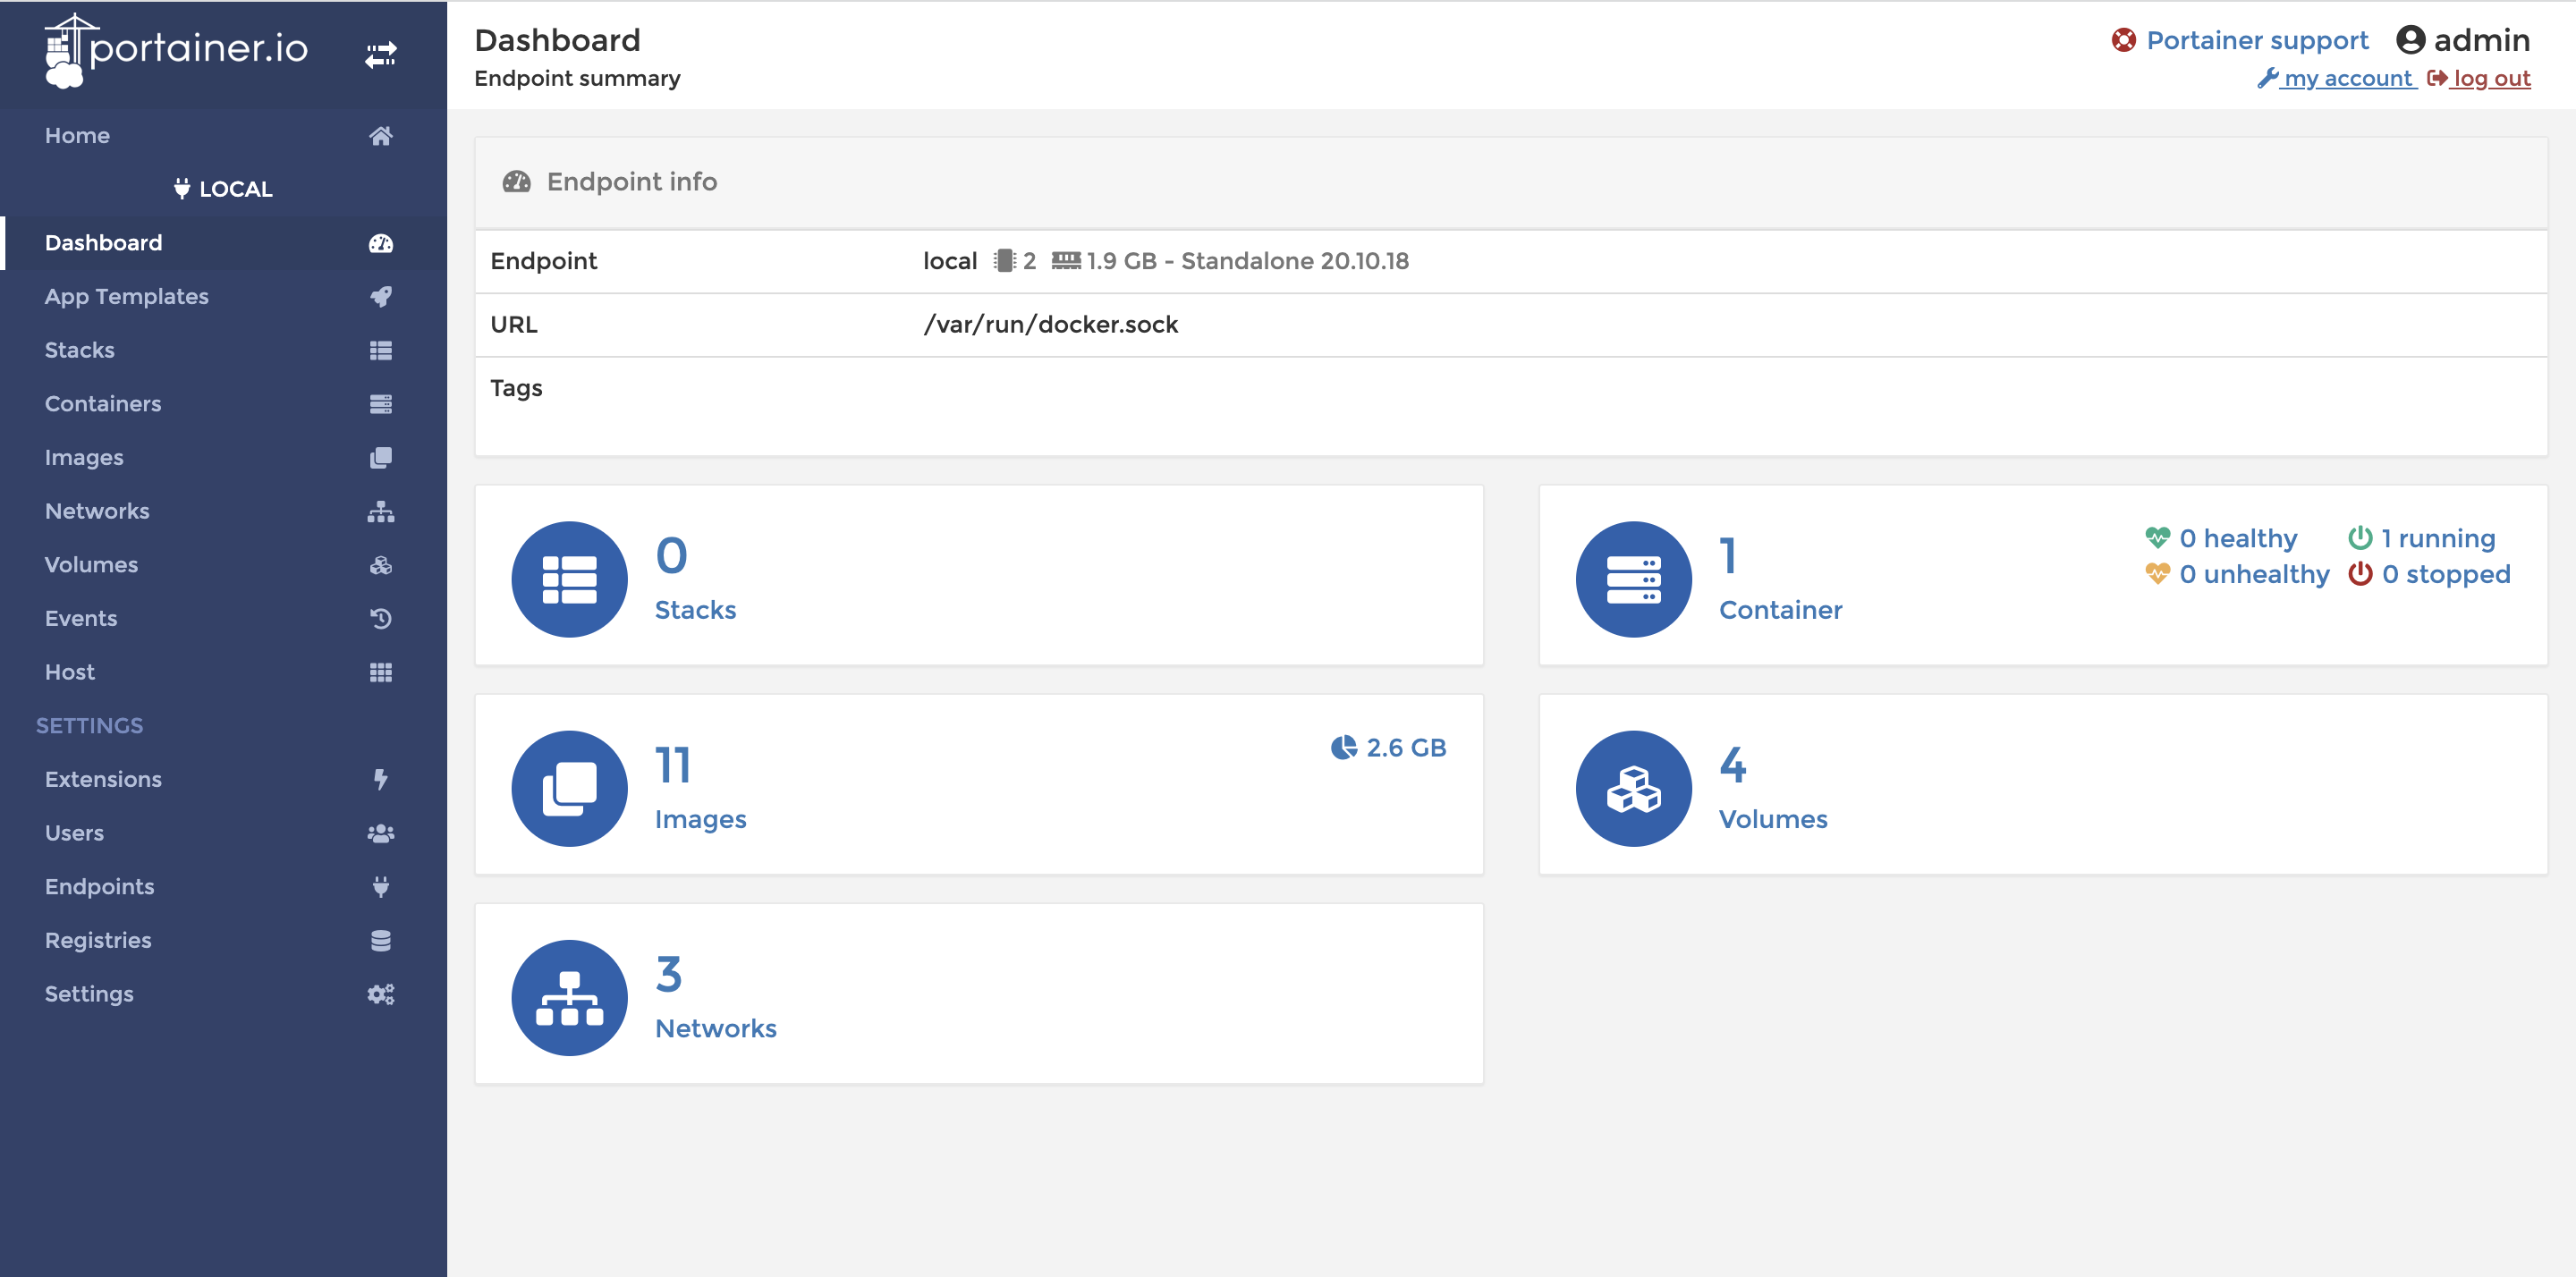 portainer.io
Home
LOCAL
Dashboard
App Templates
Stacks
Containers
Images
Networks
Volumes
Events
Host
SETTINGS
Extensions
Users
Endpoints
Registries
Settings
Dashboard
Endpoint summary
Portainer support
admin
my account
log out
Endpoint info
Endpoint local 2 1.9 GB - Standalone 20.10.18
URL /var/run/docker.sock
Tags
0
Stacks
1
Container
0 healthy 1 running
0 unhealthy 0 stopped
11
Images
2.6 GB
4
Volumes
3
Networks